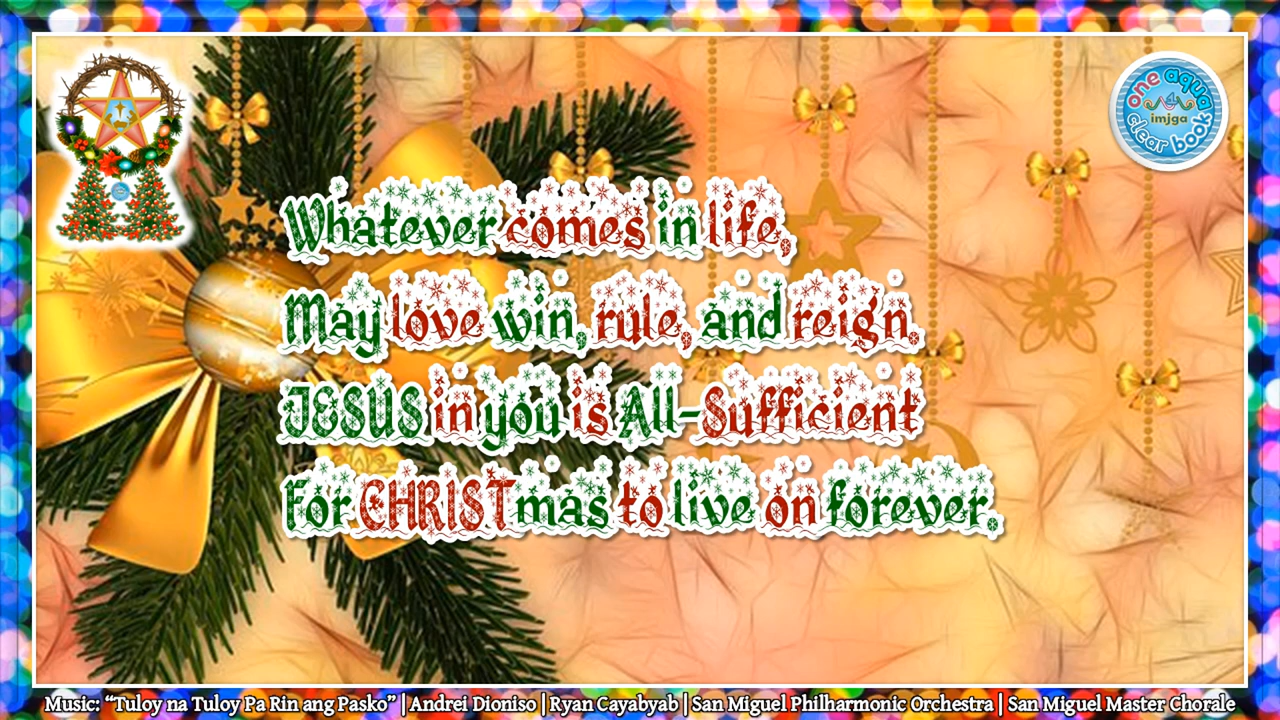 one aqua
imjga
clear book
Whatever comes in life,
May love win, rule, and reign.
JESUS in you is All-Sufficient
For CHRISTmas to live on forever.
Music: “Tuloy na Tuloy Pa Rin ang Pasko” | Andrei Dioniso | Ryan Cayabyab | San Miguel Philharmonic Orchestra | San Miguel Master Chorale